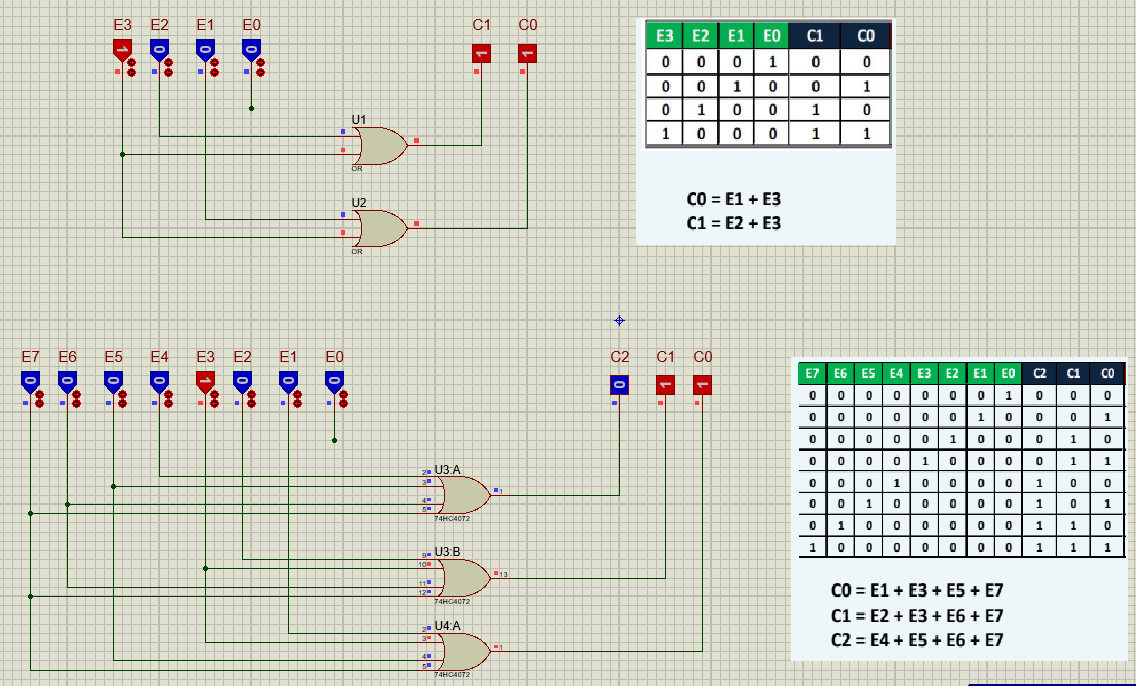 E3 E2 E1 E0 C1 C0
1 0 0 0 1 1
U1
OR
U2
OR
E3 E2 E1 E0 C1 C0
0 0 0 1 0 0
0 0 1 0 0 1
0 1 0 0 1 0
1 0 0 0 1 1
C0 = E1 + E3
C1 = E2 + E3
E7 E6 E5 E4 E3 E2 E1 E0 C2 C1 C0
0 0 0 0 1 0 0 0 0 1 1
U3:A
2
3
4
5
1
74HC4072
U3:B
9
10
11
12
13
74HC4072
U4:A
2
3
4
5
1
74HC4072
E7 E6 E5 E4 E3 E2 E1 E0 C2 C1 C0
0 0 0 0 0 0 0 1 0 0 0
0 0 0 0 0 0 1 0 0 0 1
0 0 0 0 0 1 0 0 0 1 0
0 0 0 0 1 0 0 0 0 1 1
0 0 0 1 0 0 0 0 1 0 0
0 0 1 0 0 0 0 0 1 0 1
0 1 0 0 0 0 0 0 1 1 0
1 0 0 0 0 0 0 0 1 1 1
C0 = E1 + E3 + E5 + E7
C1 = E2 + E3 + E6 + E7
C2 = E4 + E5 + E6 + E7